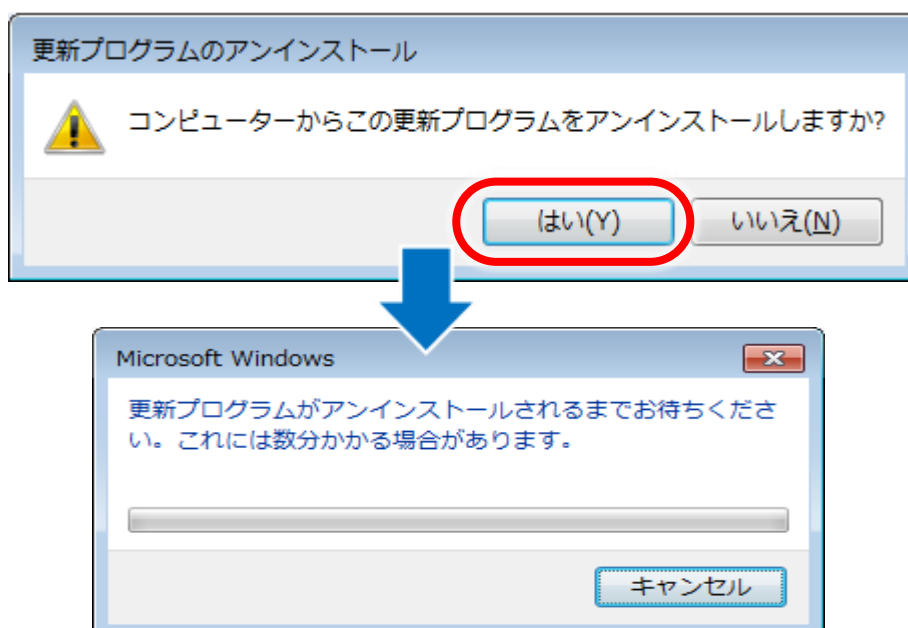 更新プログラムのアンインストール
コンピューターからこの更新プログラムをアンインストールしますか?
はい(Y)
いいえ(N)
Microsoft Windows
更新プログラムがアンインストールされるまでお待ちくださ
い。これには数分かかる場合があります。
キャンセル